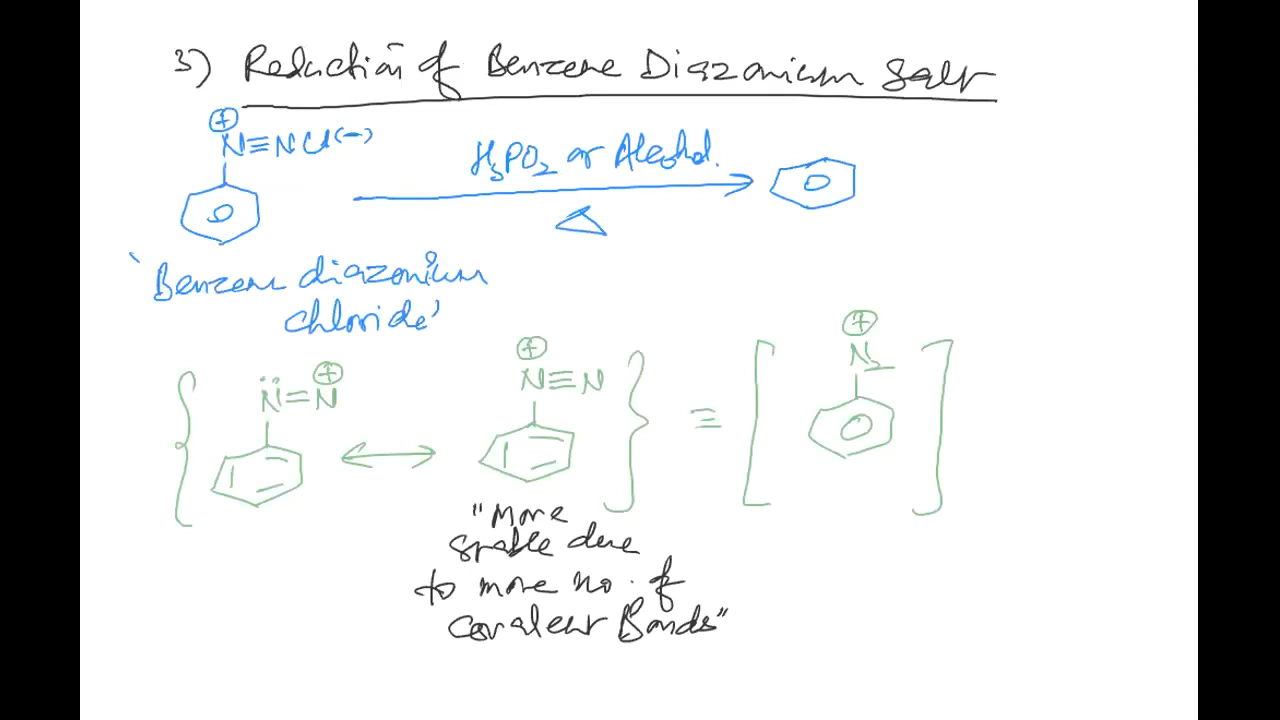 3) Reduction of Benzene Diazonium Salt
⊕
N≡NCl(-)
H3PO2 or Alcohol.
△
'Benzene diazonium
chloride'
N̈=N ⊕
⊕
N≡N
≡
⊕
N2
"More
stable due
to more no. of
covalent Bonds"